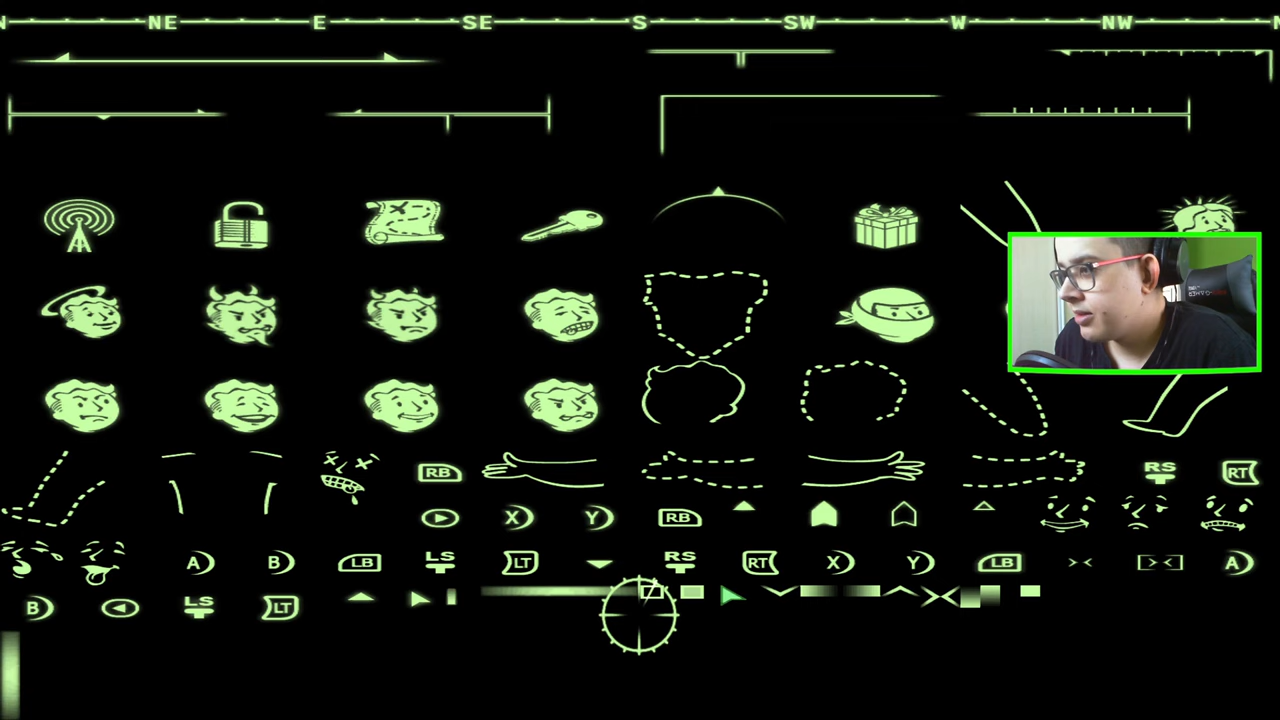 N NE E SE S SW W NW N
RB RS RT
X Y RB
A B LB LS LT RS RT X Y LB A
B LS LT